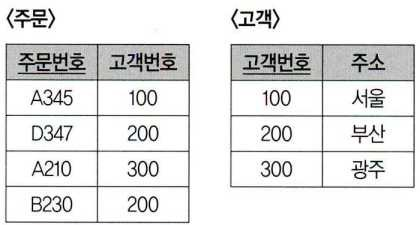 〈주문〉 〈고객〉
주문번호 고객번호 고객번호 주소
A345 100 100 서울
D347 200 200 부산
A210 300 300 광주
B230 200